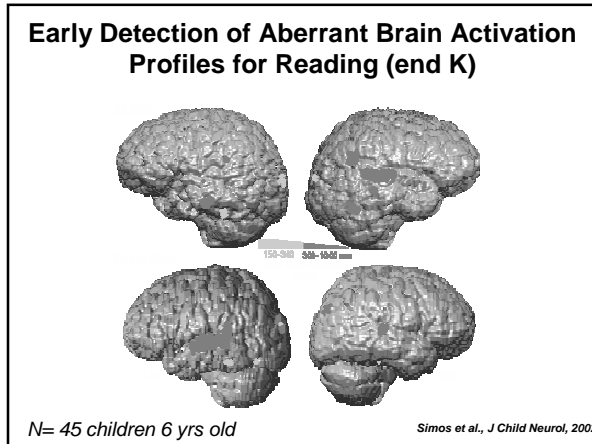 Early Detection of Aberrant Brain Activation
Profiles for Reading (end K)
N= 45 children 6 yrs old
Simos et al., J Child Neurol,